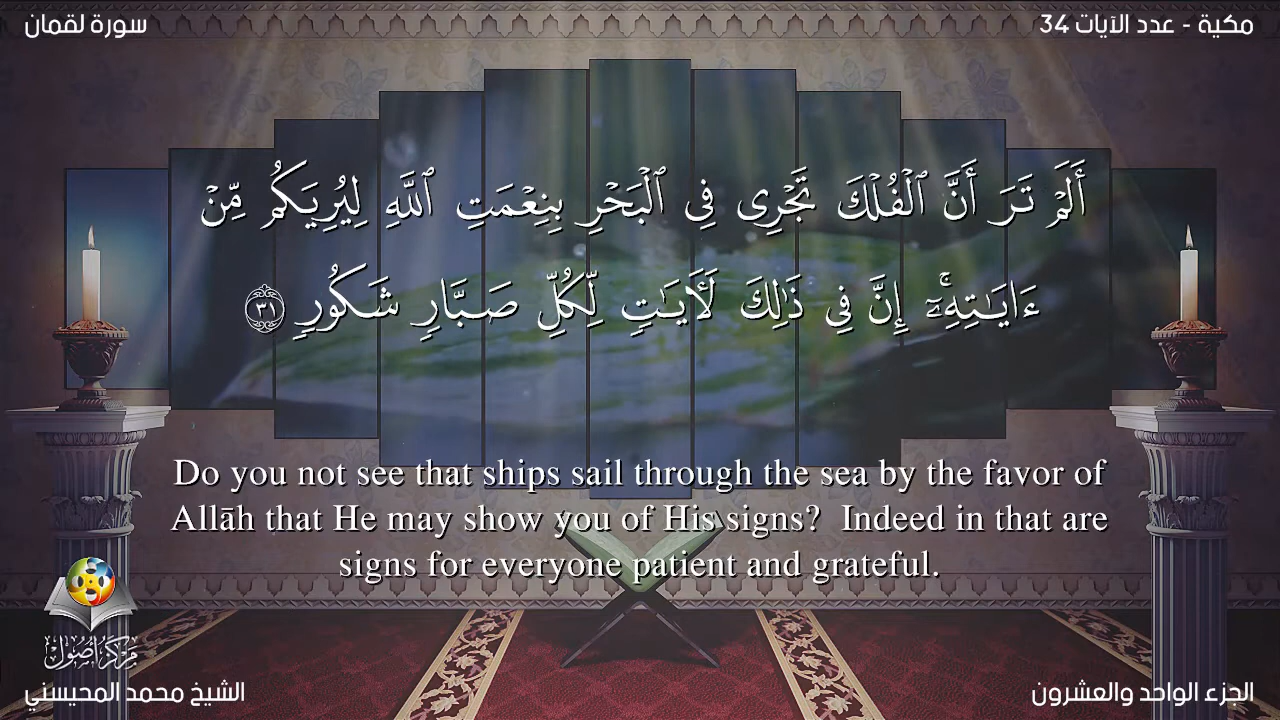 مكية - عدد الآيات 34
سورة لقمان
أَلَمْ تَرَ أَنَّ ٱلْفُلْكَ تَجْرِى فِى ٱلْبَحْرِ بِنِعْمَتِ ٱللَّهِ لِيُرِيَكُم مِّنْ
ءَايَـٰتِهِۦٓ ۚ إِنَّ فِى ذَٰلِكَ لَـَٔايَـٰتٍ لِّكُلِّ صَبَّارٍ شَكُورٍ ٣١
Do you not see that ships sail through the sea by the favor of
Allāh that He may show you of His signs? Indeed in that are
signs for everyone patient and grateful.
مركز أصول
الجزء الواحد والعشرون
الشيخ محمد المحيسني